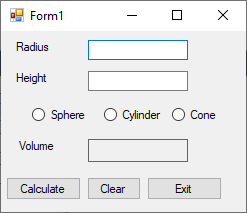 Form1
Radius
Height
Sphere Cylinder Cone
Volume
Calculate Clear Exit